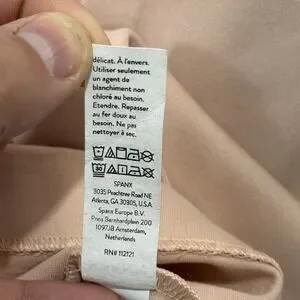 délicat. À l'envers.
Utiliser seulement
un agent de
blanchiment non
chloré au besoin.
Etendre. Repasser
au fer doux au
besoin. Ne pas
nettoyer à sec.
30
SPANX
3035 Peachtree Road NE
Atlanta, GA 30305, U.S.A.
Spanx Europe B.V.
Prins Bernhardplein 200
1097JB Amsterdam,
Netherlands
RN# 112121